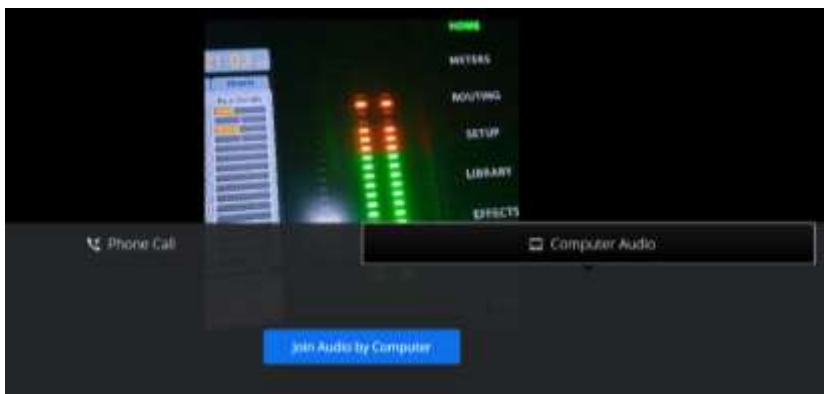 HOME
METERS
ROUTING
SETUP
LIBRARY
EFFECTS
Phone Call
Computer Audio
Join Audio by Computer